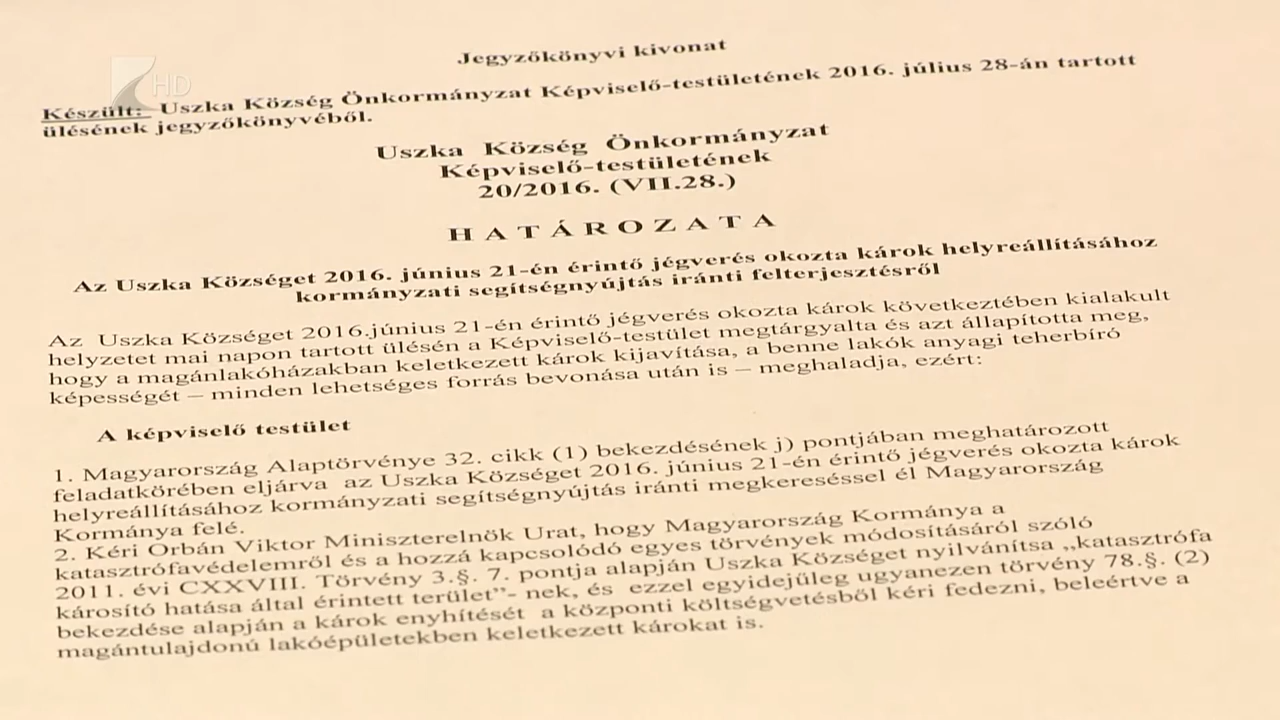 HD
Jegyzőkönyvi kivonat
Készült: Uszka Község Önkormányzat Képviselő-testületének 2016. július 28-án tartott
ülésének jegyzőkönyvéből.
Uszka Község Önkormányzat
Képviselő-testületének
20/2016. (VII.28.)
HATÁROZATA
Az Uszka Községet 2016. június 21-én érintő jégverés okozta károk helyreállításához
kormányzati segítségnyújtás iránti felterjesztésről
Az Uszka Községet 2016.június 21-én érintő jégverés okozta károk következtében kialakult
helyzetet mai napon tartott ülésén a Képviselő-testület megtárgyalta és azt állapította meg,
hogy a magánlakóházakban keletkezett károk kijavítása, a benne lakók anyagi teherbíró
képességét – minden lehetséges forrás bevonása után is – meghaladja, ezért:
A képviselő testület
1. Magyarország Alaptörvénye 32. cikk (1) bekezdésének j) pontjában meghatározott
feladatkörében eljárva az Uszka Községet 2016. június 21-én érintő jégverés okozta károk
helyreállításához kormányzati segítségnyújtás iránti megkereséssel él Magyarország
Kormánya felé.
2. Kéri Orbán Viktor Miniszterelnök Urat, hogy Magyarország Kormánya a
katasztrófavédelemről és a hozzá kapcsolódó egyes törvények módosításáról szóló
2011. évi CXXVIII. Törvény 3.§. 7. pontja alapján Uszka Községet nyilvánítsa „katasztrófa
károsító hatása által érintett terület”- nek, és ezzel egyidejűleg ugyanezen törvény 78.§. (2)
bekezdése alapján a károk enyhítését a központi költségvetésből kéri fedezni, beleértve a
magántulajdonú lakóépületekben keletkezett károkat is.